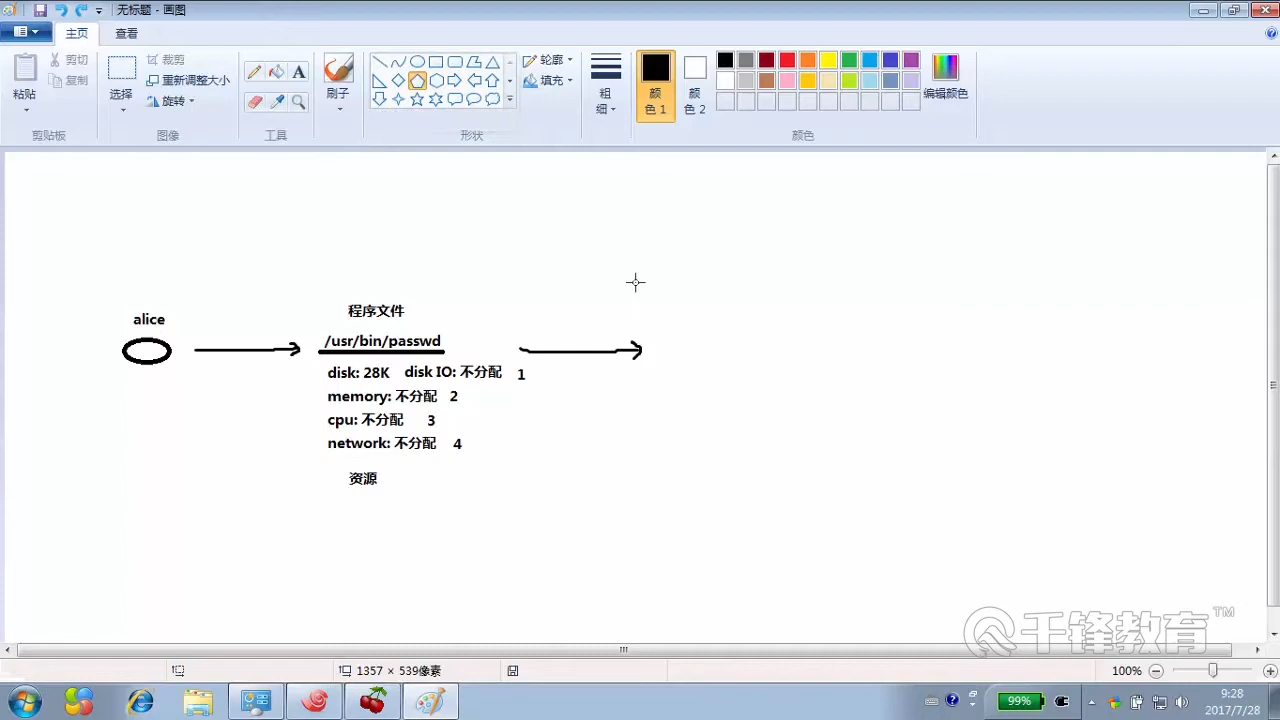 无标题 - 画图
主页 查看
剪切
复制
粘贴
剪贴板
裁剪
重新调整大小
旋转
选择
图像
A
工具
刷子
轮廓
填充
形状
粗细
颜色 1
颜色 2
编辑颜色
颜色
alice
程序文件
/usr/bin/passwd
disk: 28K disk IO: 不分配 1
memory: 不分配 2
cpu: 不分配 3
network: 不分配 4
资源
千锋教育 TM
1357 × 539像素
100%
99%
9:28
2017/7/28